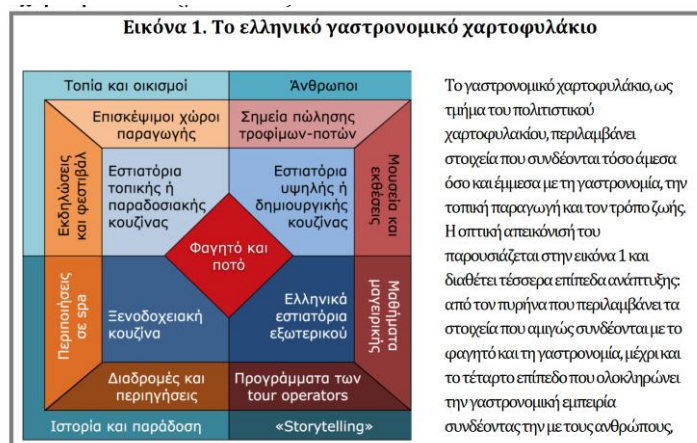 Εικόνα 1. Το ελληνικό γαστρονομικό χαρτοφυλάκιο
Τοπία και οικισμοί
Άνθρωποι
Επισκέψιμοι χώροι
παραγωγής
Σημεία πώλησης
τροφίμων-ποτών
Εκδηλώσεις
και φεστιβάλ
Εστιατόρια
τοπικής ή
παραδοσιακής
κουζίνας
Εστιατόρια
υψηλής ή
δημιουργικής
κουζίνας
Μουσεία και
εκθέσεις
Φαγητό και
ποτό
Περιποιήσεις
σε spa
Ξενοδοχειακή
κουζίνα
Ελληνικά
εστιατόρια
εξωτερικού
Μαθήματα
μαγειρικής
Διαδρομές και
περιηγήσεις
Προγράμματα των
tour operators
Ιστορία και παράδοση
«Storytelling»
Το γαστρονομικό χαρτοφυλάκιο, ως
τμήμα του πολιτιστικού
χαρτοφυλακίου, περιλαμβάνει
στοιχεία που συνδέονται τόσο άμεσα
όσο και έμμεσα με τη γαστρονομία, την
τοπική παραγωγή και τον τρόπο ζωής.
Η οπτική απεικόνισή του
παρουσιάζεται στην εικόνα 1 και
διαθέτει τέσσερα επίπεδα ανάπτυξης:
από τον πυρήνα που περιλαμβάνει τα
στοιχεία που αμιγώς συνδέονται με το
φαγητό και τη γαστρονομία, μέχρι και
το τέταρτο επίπεδο που ολοκληρώνει
την γαστρονομική εμπειρία
συνδέοντας την με τους ανθρώπους,